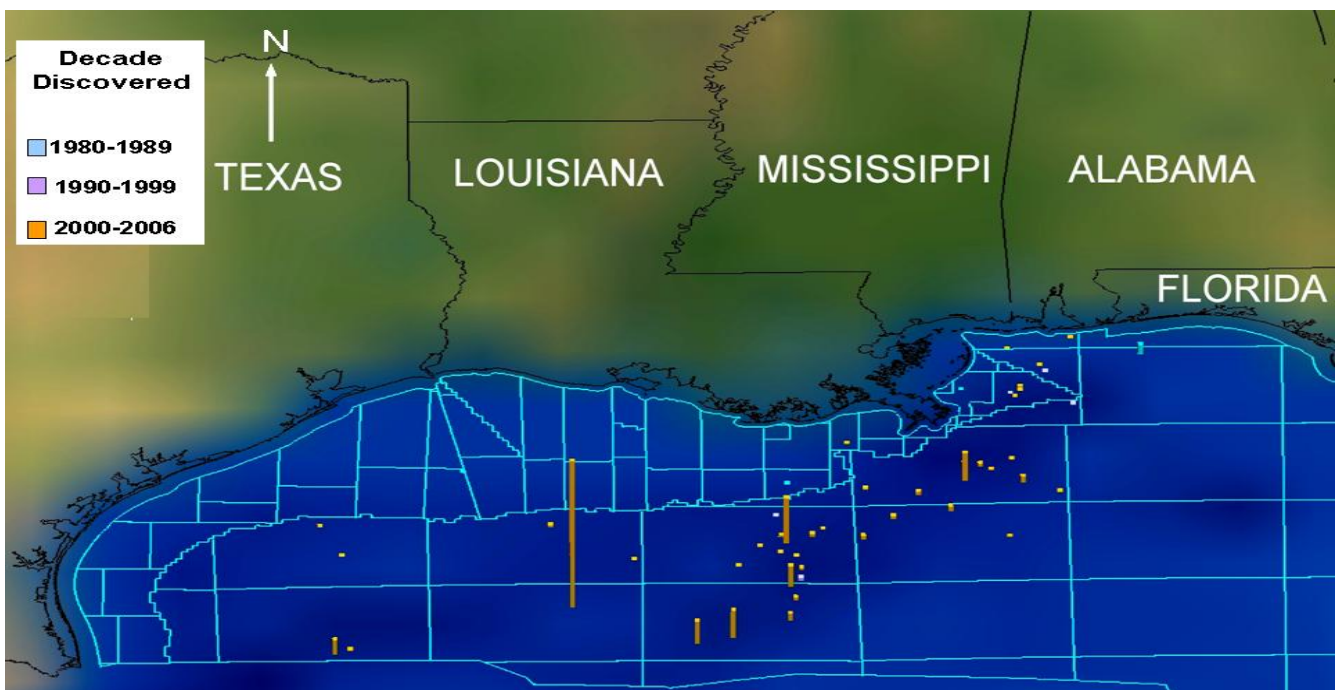 Decade
Discovered
1980-1989
1990-1999
2000-2006
N
TEXAS
LOUISIANA
MISSISSIPPI
ALABAMA
FLORIDA